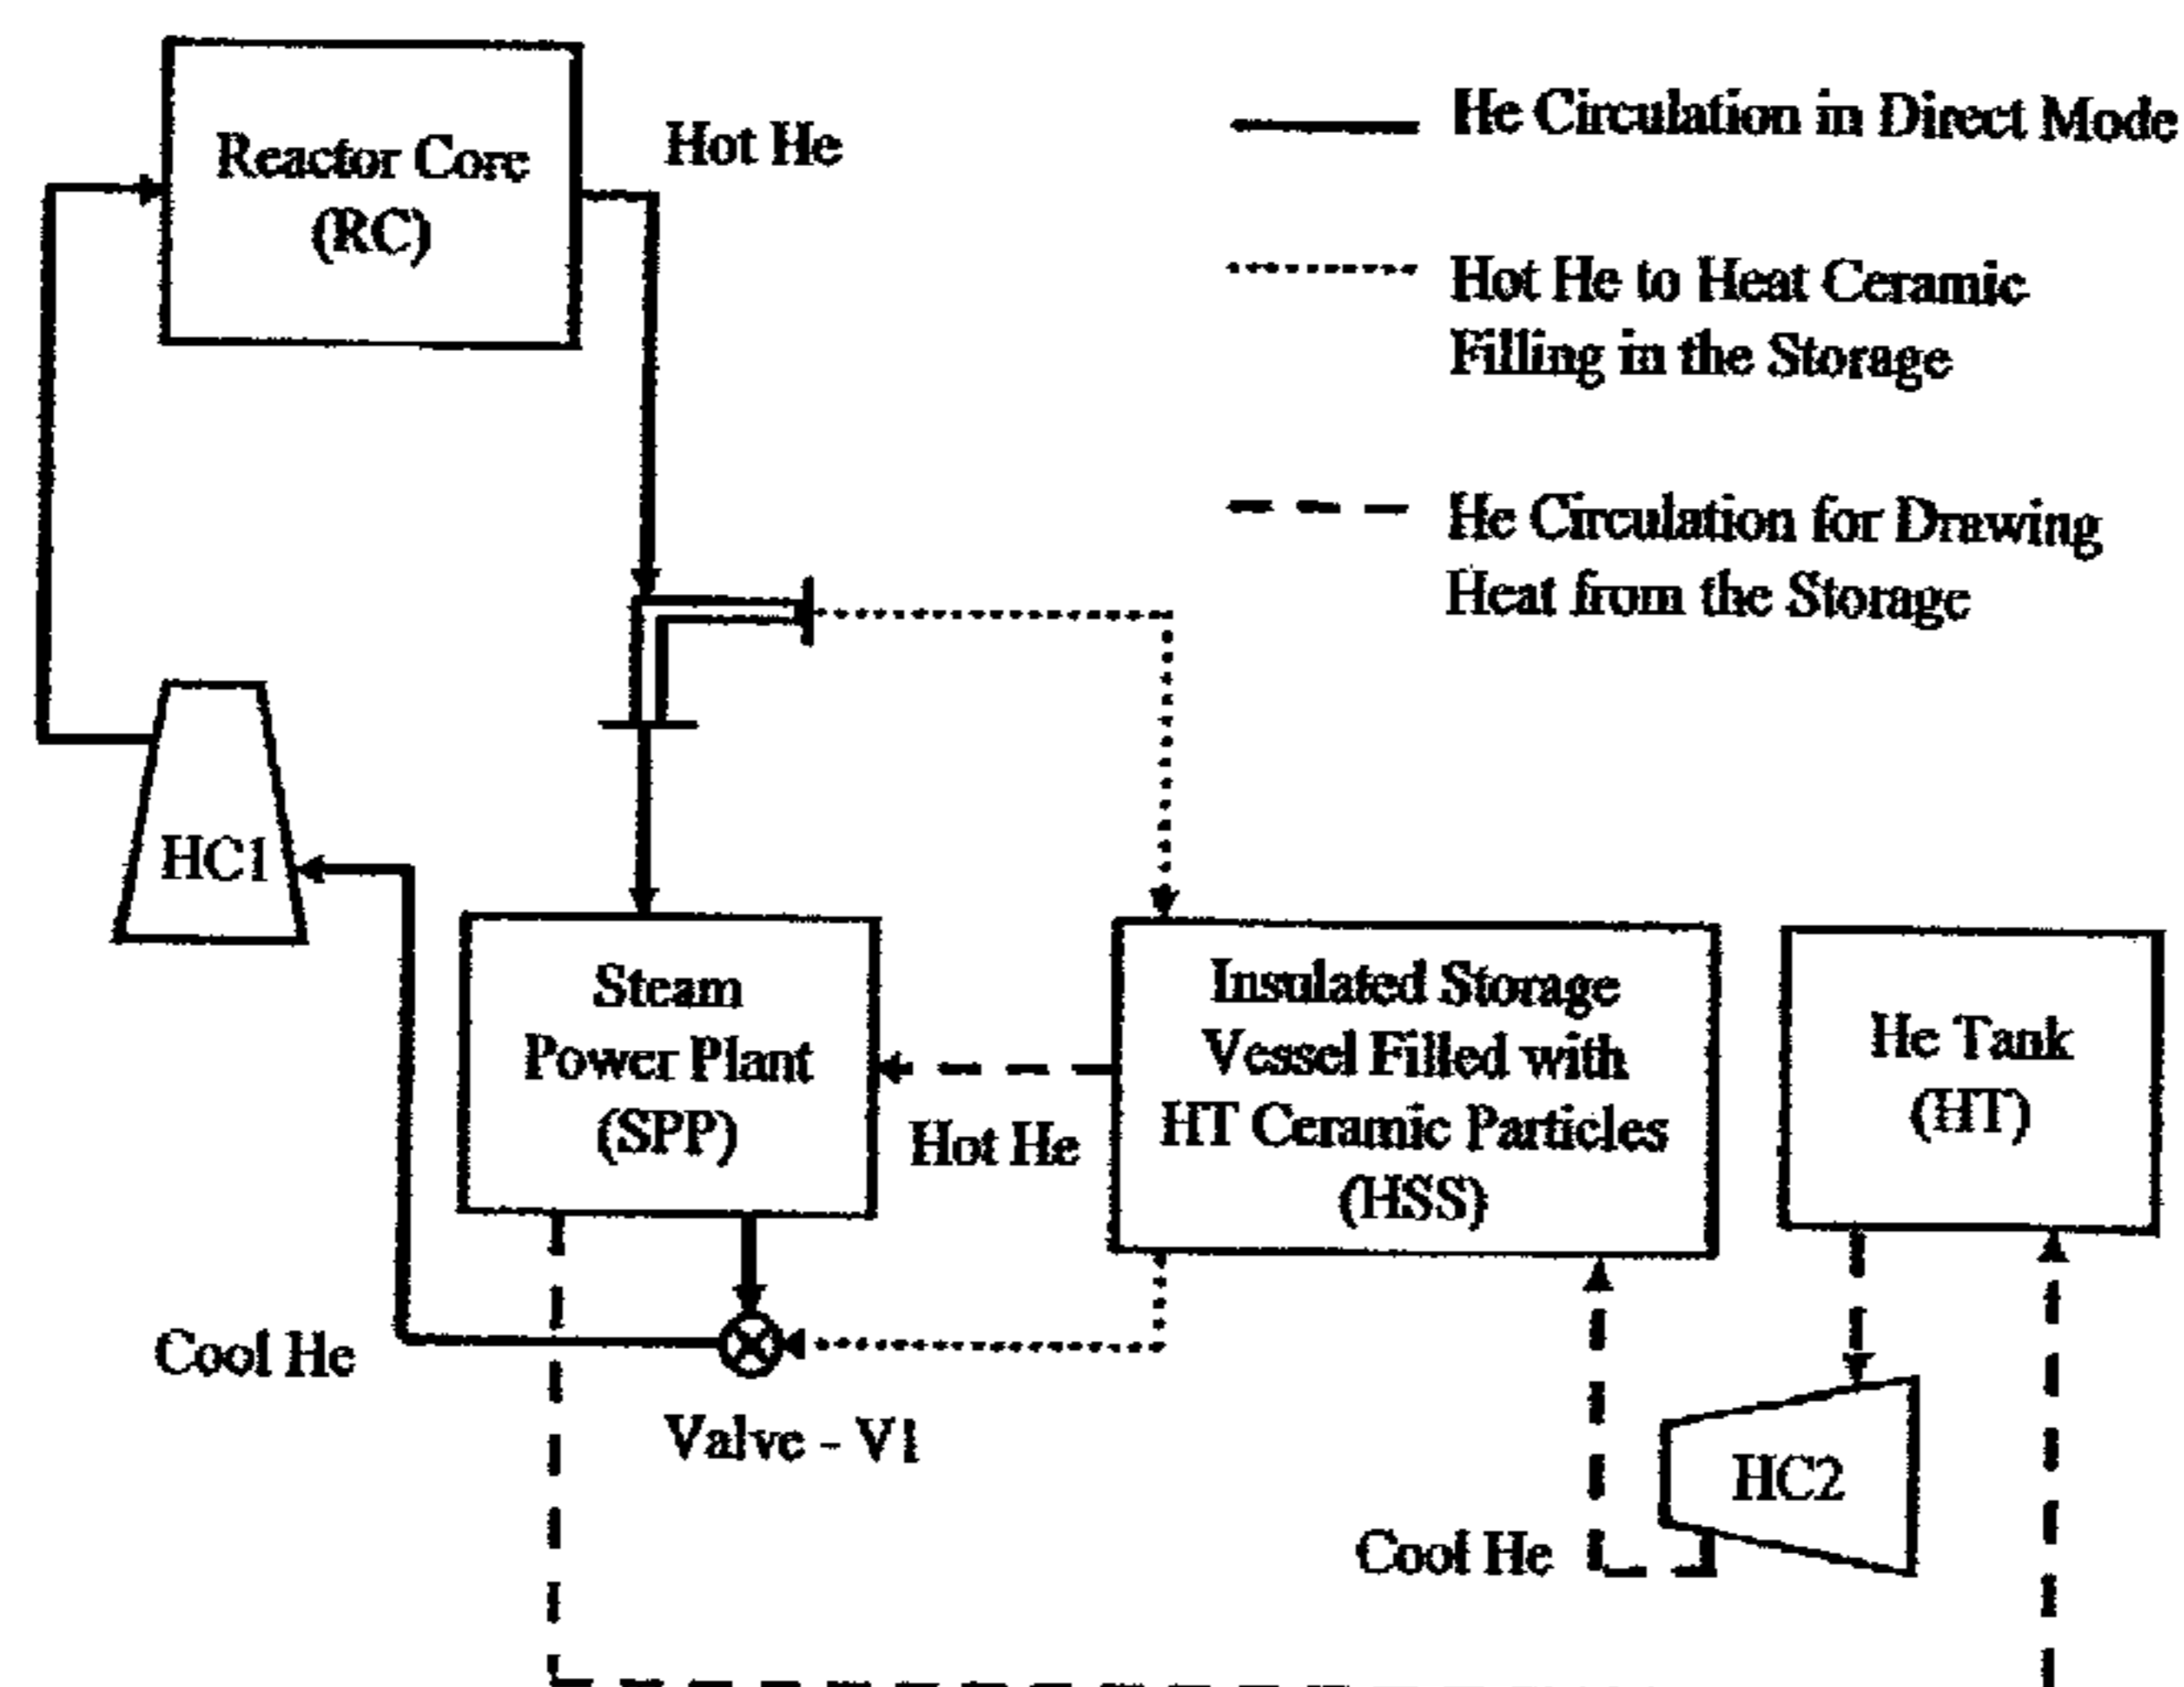 Reactor Core
(RC)
Hot He
He Circulation in Direct Mode
Hot He to Heat Ceramic
Filling in the Storage
He Circulation for Drawing
Heat from the Storage
HC1
Steam
Power Plant
(SPP)
Hot He
Insulated Storage
Vessel Filled with
HT Ceramic Particles
(HSS)
He Tank
(HT)
Cool He
Valve - V1
Cool He
HC2